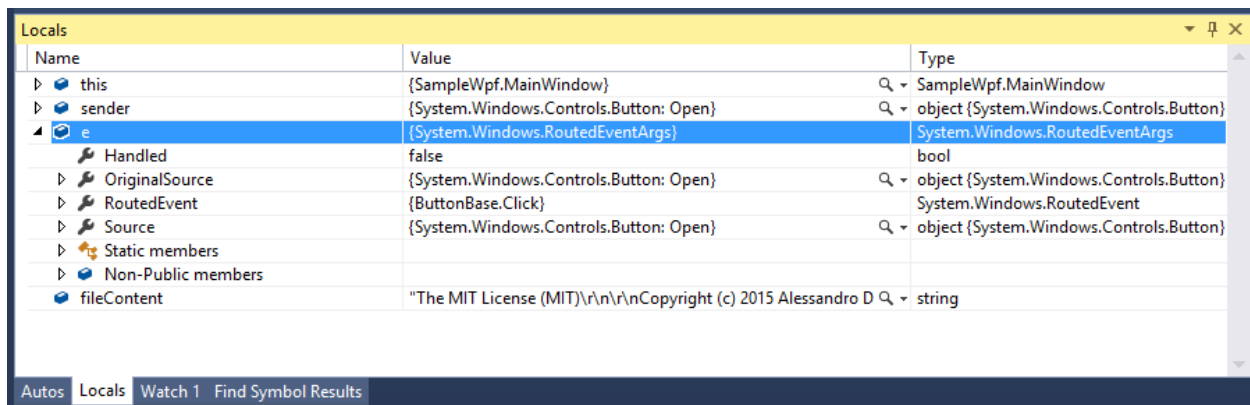 Locals
Name Value Type
this {SampleWpf.MainWindow} SampleWpf.MainWindow
sender {System.Windows.Controls.Button: Open} object {System.Windows.Controls.Button}
e {System.Windows.RoutedEventArgs} System.Windows.RoutedEventArgs
Handled false bool
OriginalSource {System.Windows.Controls.Button: Open} object {System.Windows.Controls.Button}
RoutedEvent {ButtonBase.Click} System.Windows.RoutedEvent
Source {System.Windows.Controls.Button: Open} object {System.Windows.Controls.Button}
Static members
Non-Public members
fileContent "The MIT License (MIT)\r\n\r\nCopyright (c) 2015 Alessandro D string
Autos Locals Watch 1 Find Symbol Results